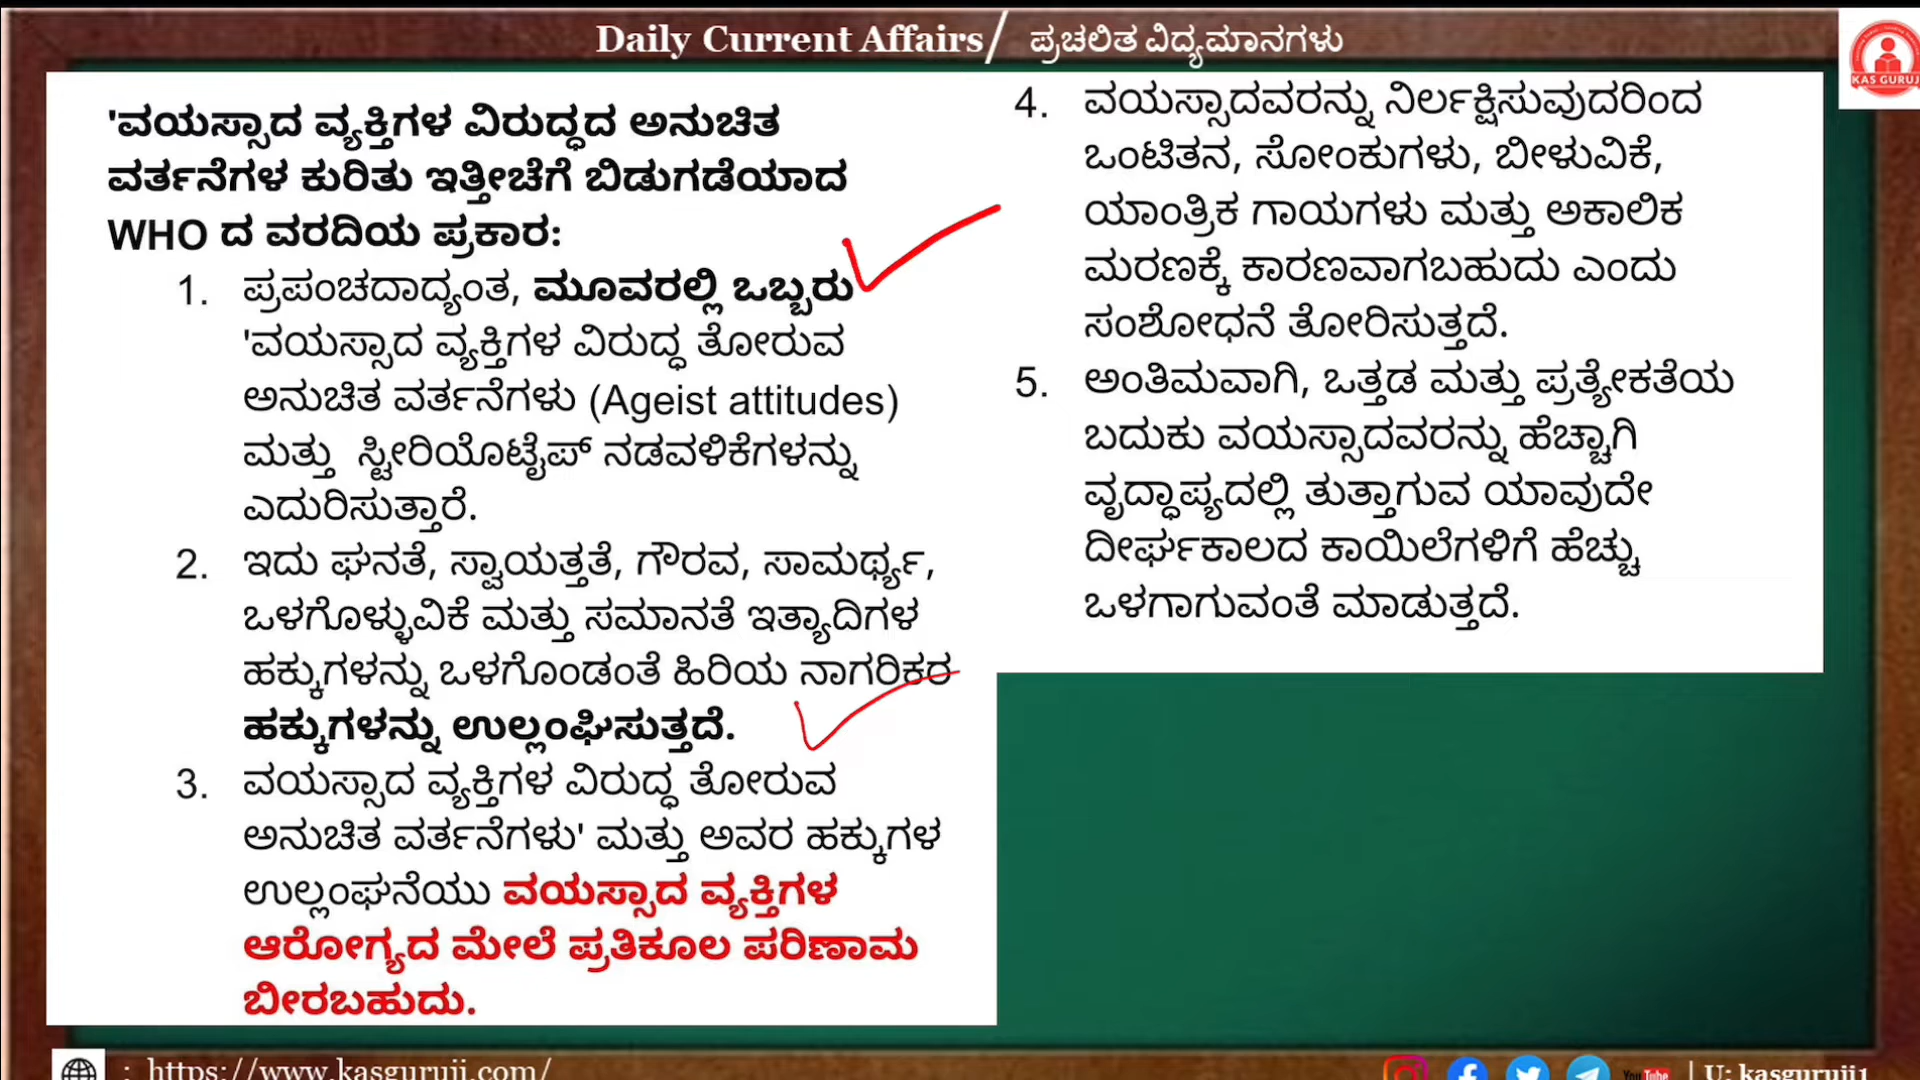 Daily Current Affairs/ ಪ್ರಚಲಿತ ವಿದ್ಯಮಾನಗಳು
KAS GURUJI
'ವಯಸ್ಸಾದ ವ್ಯಕ್ತಿಗಳ ವಿರುದ್ಧದ ಅನುಚಿತ
ವರ್ತನೆಗಳ ಕುರಿತು ಇತ್ತೀಚೆಗೆ ಬಿಡುಗಡೆಯಾದ
WHO ದ ವರದಿಯ ಪ್ರಕಾರ:
1. ಪ್ರಪಂಚದಾದ್ಯಂತ, ಮೂವರಲ್ಲಿ ಒಬ್ಬರು
'ವಯಸ್ಸಾದ ವ್ಯಕ್ತಿಗಳ ವಿರುದ್ಧ ತೋರುವ
ಅನುಚಿತ ವರ್ತನೆಗಳು (Ageist attitudes)
ಮತ್ತು ಸ್ಟೀರಿಯೊಟೈಪ್ ನಡವಳಿಕೆಗಳನ್ನು
ಎದುರಿಸುತ್ತಾರೆ.
2. ಇದು ಘನತೆ, ಸ್ವಾಯತ್ತತೆ, ಗೌರವ, ಸಾಮರ್ಥ್ಯ,
ಒಳಗೊಳ್ಳುವಿಕೆ ಮತ್ತು ಸಮಾನತೆ ಇತ್ಯಾದಿಗಳ
ಹಕ್ಕುಗಳನ್ನು ಒಳಗೊಂಡಂತೆ ಹಿರಿಯ ನಾಗರಿಕರ
ಹಕ್ಕುಗಳನ್ನು ಉಲ್ಲಂಘಿಸುತ್ತದೆ.
3. ವಯಸ್ಸಾದ ವ್ಯಕ್ತಿಗಳ ವಿರುದ್ಧ ತೋರುವ
ಅನುಚಿತ ವರ್ತನೆಗಳು' ಮತ್ತು ಅವರ ಹಕ್ಕುಗಳ
ಉಲ್ಲಂಘನೆಯು ವಯಸ್ಸಾದ ವ್ಯಕ್ತಿಗಳ
ಆರೋಗ್ಯದ ಮೇಲೆ ಪ್ರತಿಕೂಲ ಪರಿಣಾಮ
ಬೀರಬಹುದು.
4. ವಯಸ್ಸಾದವರನ್ನು ನಿರ್ಲಕ್ಷಿಸುವುದರಿಂದ
ಒಂಟಿತನ, ಸೋಂಕುಗಳು, ಬೀಳುವಿಕೆ,
ಯಾಂತ್ರಿಕ ಗಾಯಗಳು ಮತ್ತು ಅಕಾಲಿಕ
ಮರಣಕ್ಕೆ ಕಾರಣವಾಗಬಹುದು ಎಂದು
ಸಂಶೋಧನೆ ತೋರಿಸುತ್ತದೆ.
5. ಅಂತಿಮವಾಗಿ, ಒತ್ತಡ ಮತ್ತು ಪ್ರತ್ಯೇಕತೆಯ
ಬದುಕು ವಯಸ್ಸಾದವರನ್ನು ಹೆಚ್ಚಾಗಿ
ವೃದ್ಧಾಪ್ಯದಲ್ಲಿ ತುತ್ತಾಗುವ ಯಾವುದೇ
ದೀರ್ಘಕಾಲದ ಕಾಯಿಲೆಗಳಿಗೆ ಹೆಚ್ಚು
ಒಳಗಾಗುವಂತೆ ಮಾಡುತ್ತದೆ.
: https://www.kasguruji.com/
YouTube | U: kasguruji1